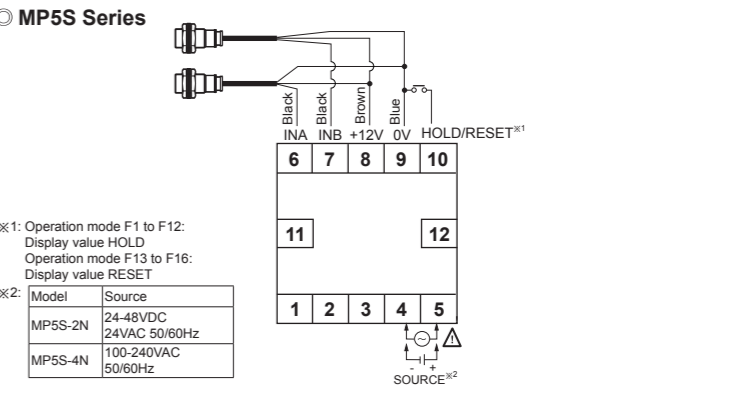 ◎ MP5S Series
Black
Black
Brown
Blue
INA INB +12V 0V HOLD/RESET※1
6 7 8 9 10
11 12
1 2 3 4 5
- +
SOURCE※2
※1: Operation mode F1 to F12:
Display value HOLD
Operation mode F13 to F16:
Display value RESET
※2: Model Source
MP5S-2N 24-48VDC
24VAC 50/60Hz
MP5S-4N 100-240VAC
50/60Hz